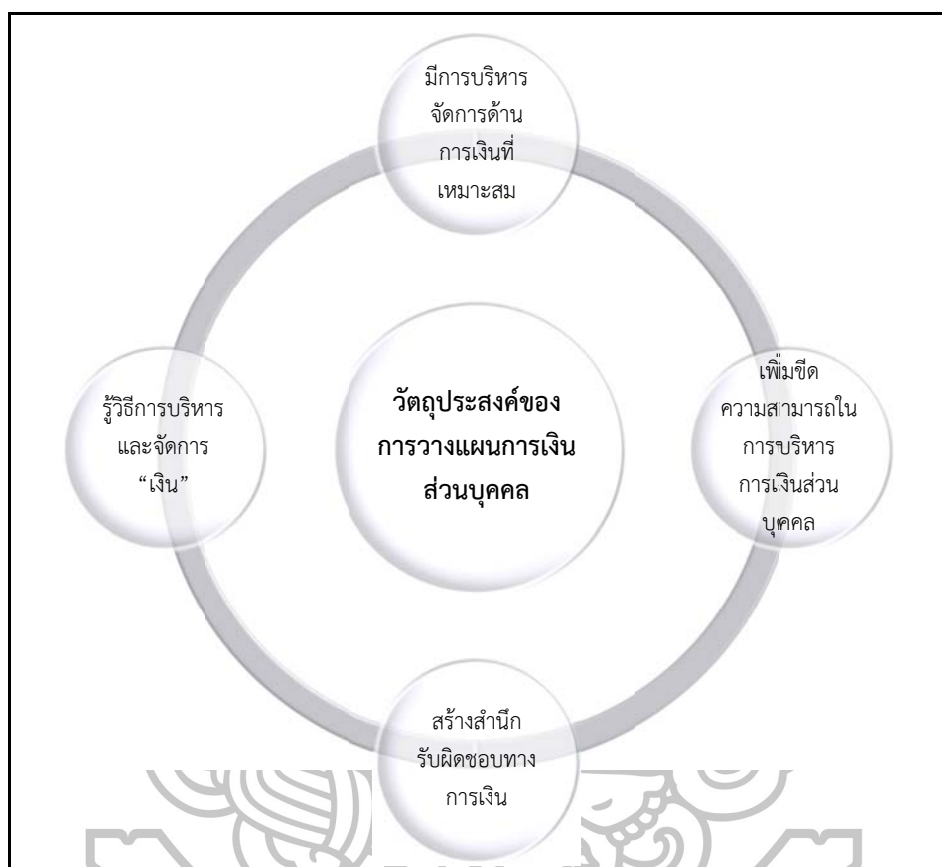 มีการบริหาร
จัดการด้าน
การเงินที่
เหมาะสม
เพิ่มขีด
ความสามารถใน
การบริหาร
การเงินส่วน
บุคคล
สร้างสำนึก
รับผิดชอบทาง
การเงิน
รู้วิธีการบริหาร
และจัดการ
“เงิน”
วัตถุประสงค์ของ
การวางแผนการเงิน
ส่วนบุคคล